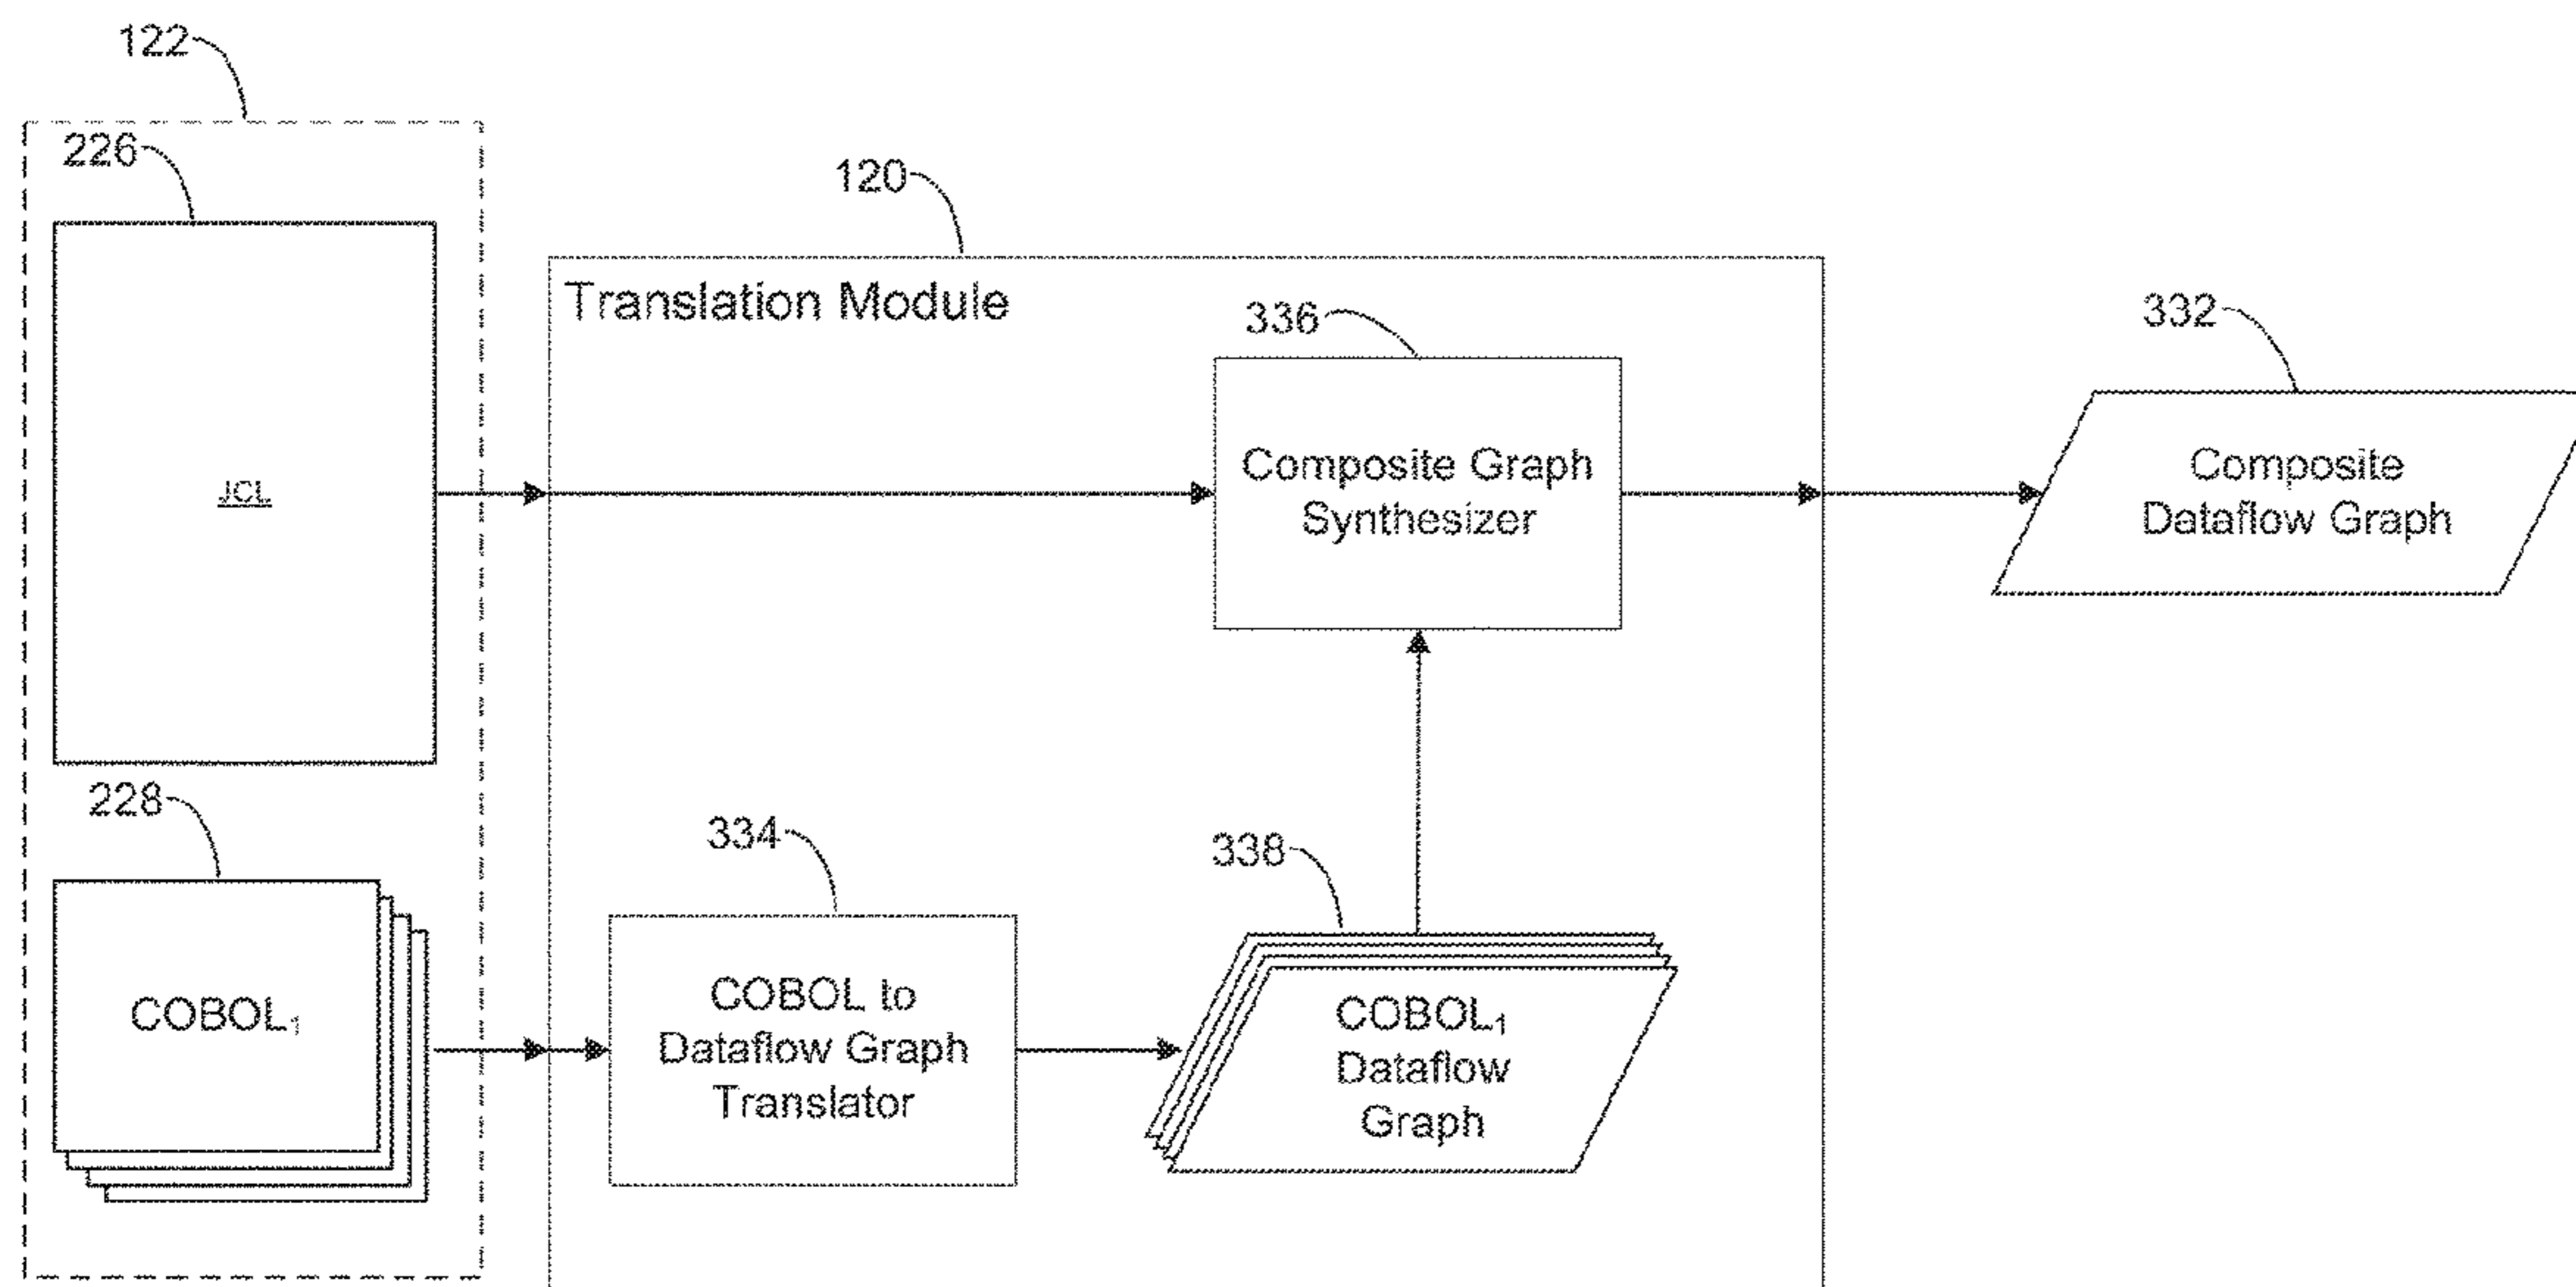 122
226
120
Translation Module
336
332
JCL
Composite Graph
Synthesizer
Composite
Dataflow Graph
228
334
338
COBOL₁
COBOL to
Dataflow Graph
Translator
COBOL₁
Dataflow
Graph